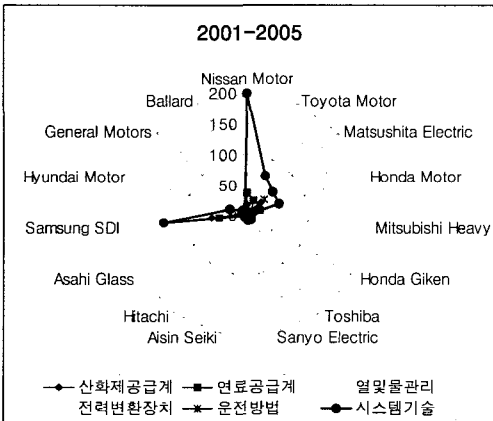 2001-2005
Nissan Motor
200
Ballard
Toyota Motor
150
General Motors
Matsushita Electric
100
Hyundai Motor
50
Honda Motor
Samsung SDI
Mitsubishi Heavy
Asahi Glass
Honda Giken
Hitachi
Toshiba
Aisin Seiki
Sanyo Electric
산화제공급계 연료공급계 열및물관리
전력변환장치 운전방법 시스템기술